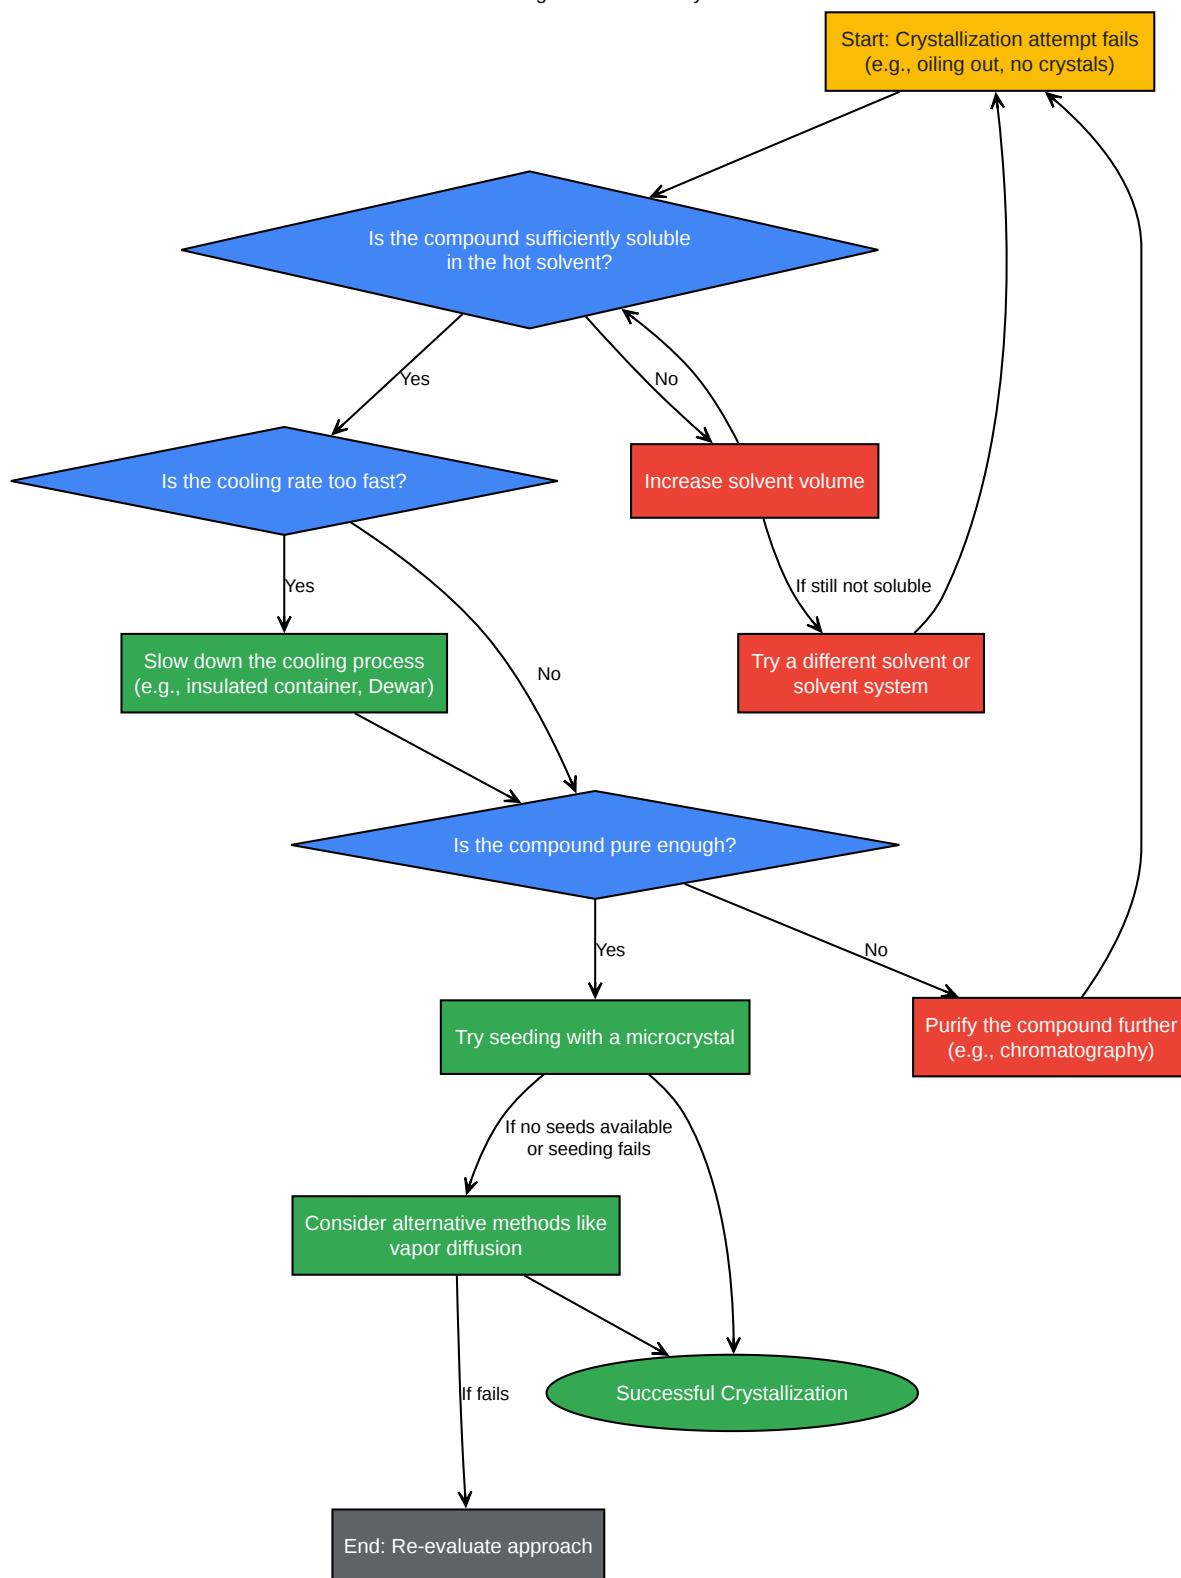 Start: Crystallization attempt fails
(e.g., oiling out, no crystals)
Is the compound sufficiently soluble
in the hot solvent?
Yes
No
Is the cooling rate too fast?
Increase solvent volume
Yes
If still not soluble
Slow down the cooling process
(e.g., insulated container, Dewar)
No
Try a different solvent or
solvent system
Is the compound pure enough?
Yes
No
Try seeding with a microcrystal
Purify the compound further
(e.g., chromatography)
If no seeds available
or seeding fails
Consider alternative methods like
vapor diffusion
If fails
Successful Crystallization
End: Re-evaluate approach